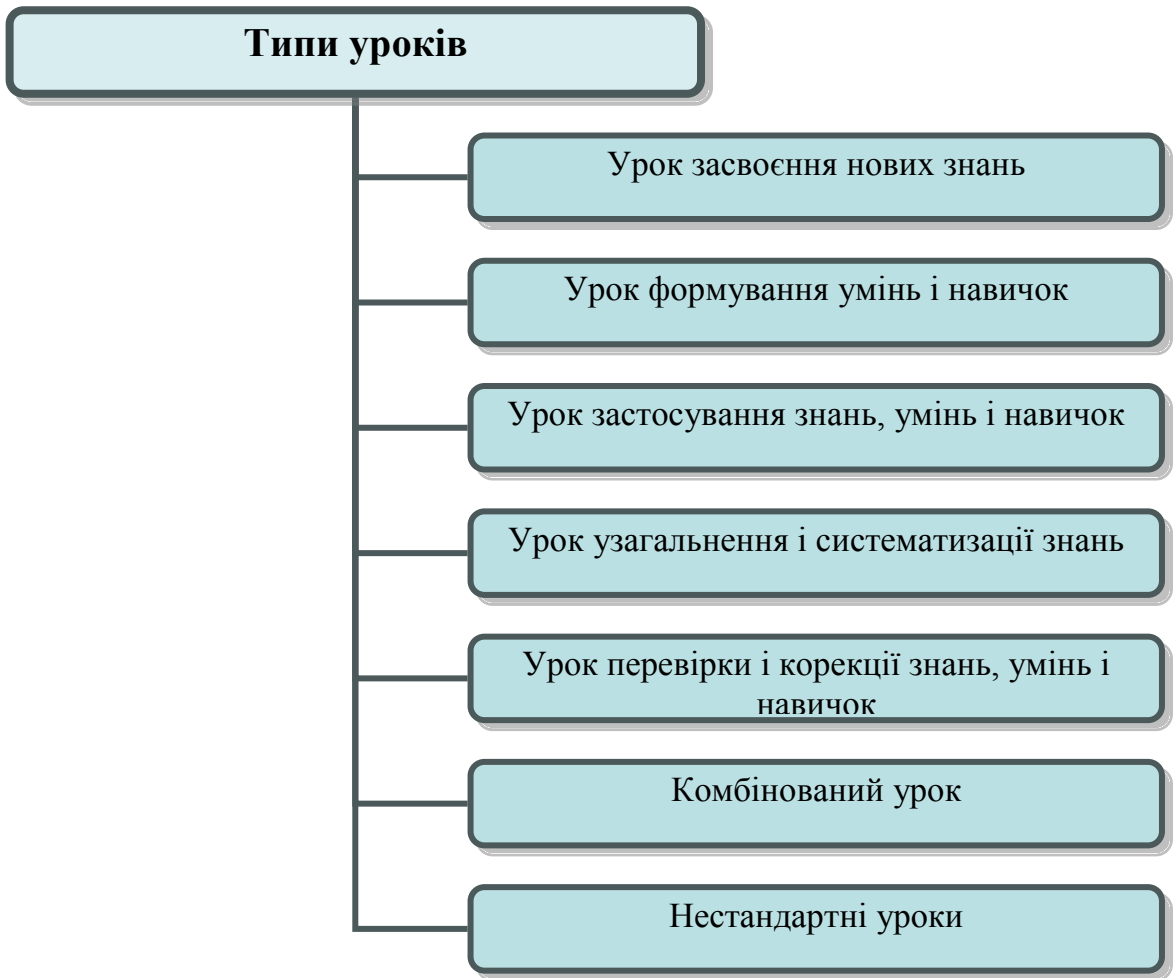 Типи уроків
Урок засвоєння нових знань
Урок формування умінь і навичок
Урок застосування знань, умінь і навичок
Урок узагальнення і систематизації знань
Урок перевірки і корекції знань, умінь і
навичок
Комбінований урок
Нестандартні уроки